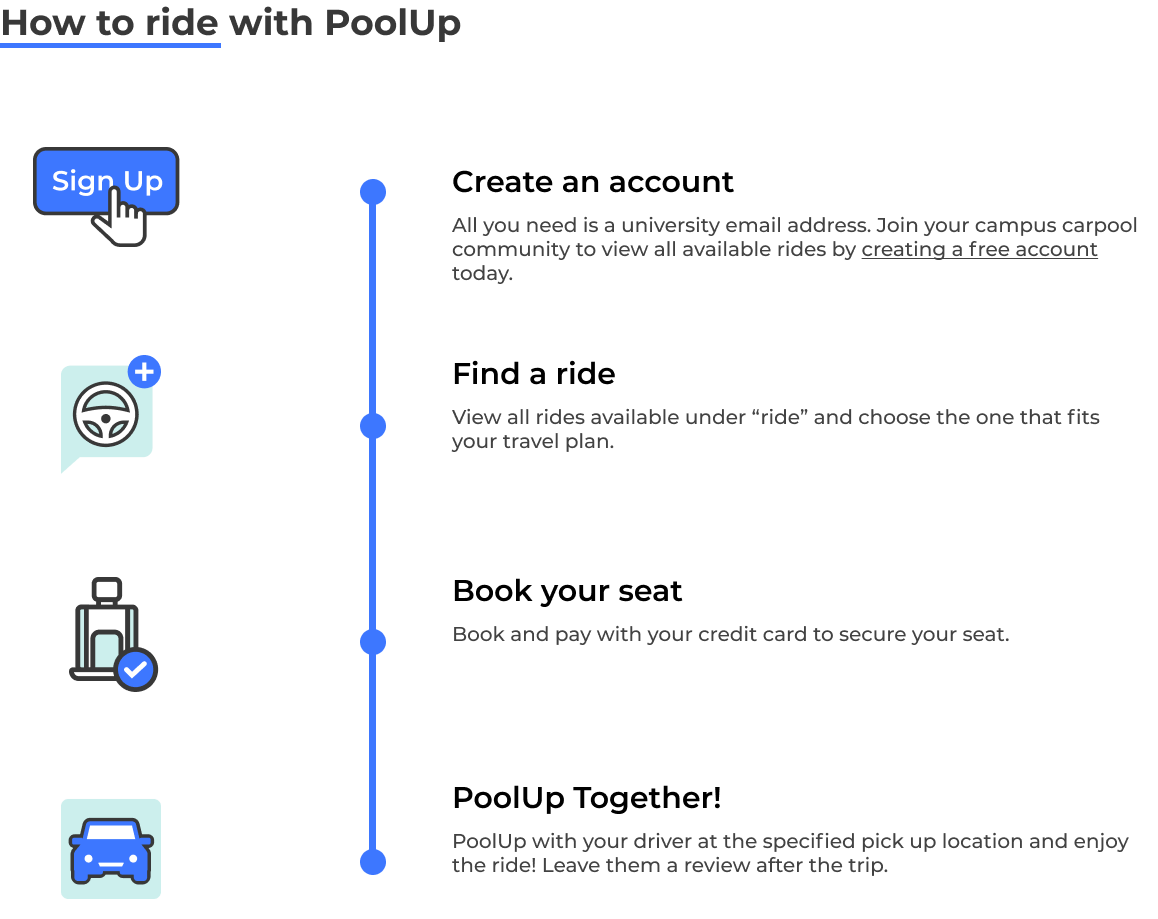 How to ride with PoolUp
Sign Up
Create an account
All you need is a university email address. Join your campus carpool
community to view all available rides by creating a free account
today.
Find a ride
View all rides available under “ride” and choose the one that fits
your travel plan.
Book your seat
Book and pay with your credit card to secure your seat.
PoolUp Together!
PoolUp with your driver at the specified pick up location and enjoy
the ride! Leave them a review after the trip.